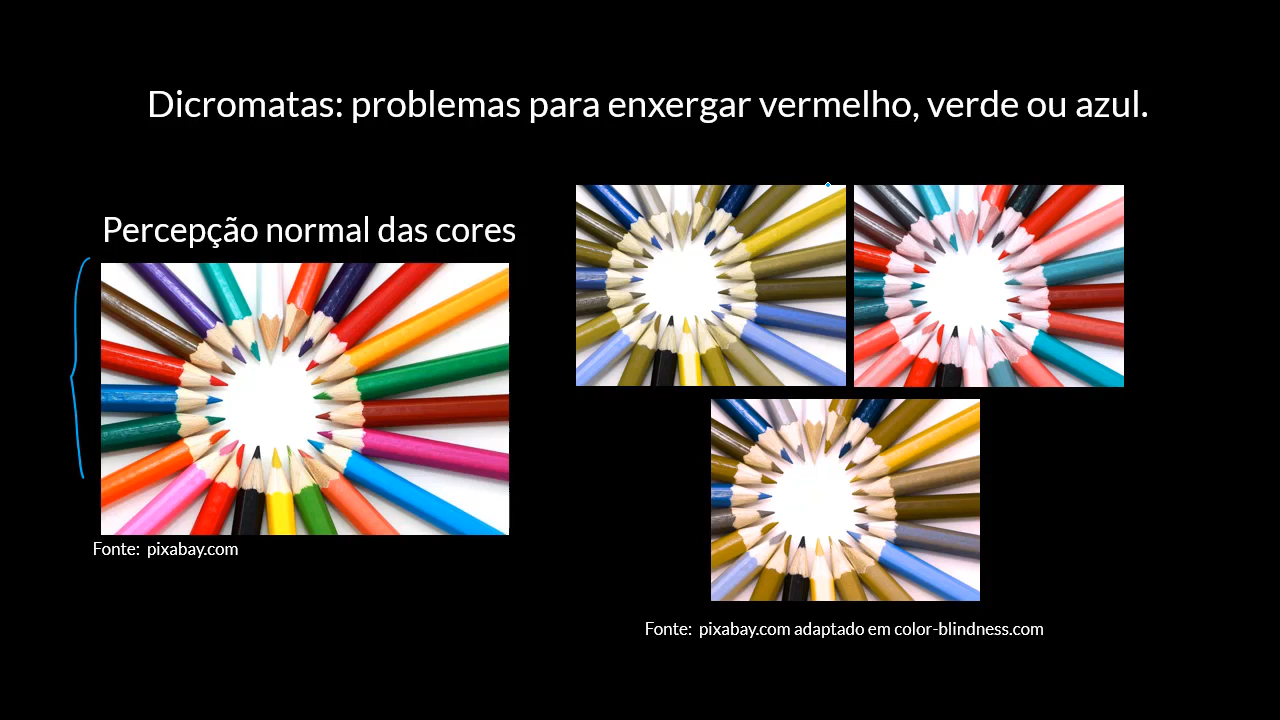 Dicromatas: problemas para enxergar vermelho, verde ou azul.
Percepção normal das cores
Fonte: pixabay.com
Fonte: pixabay.com adaptado em color-blindness.com